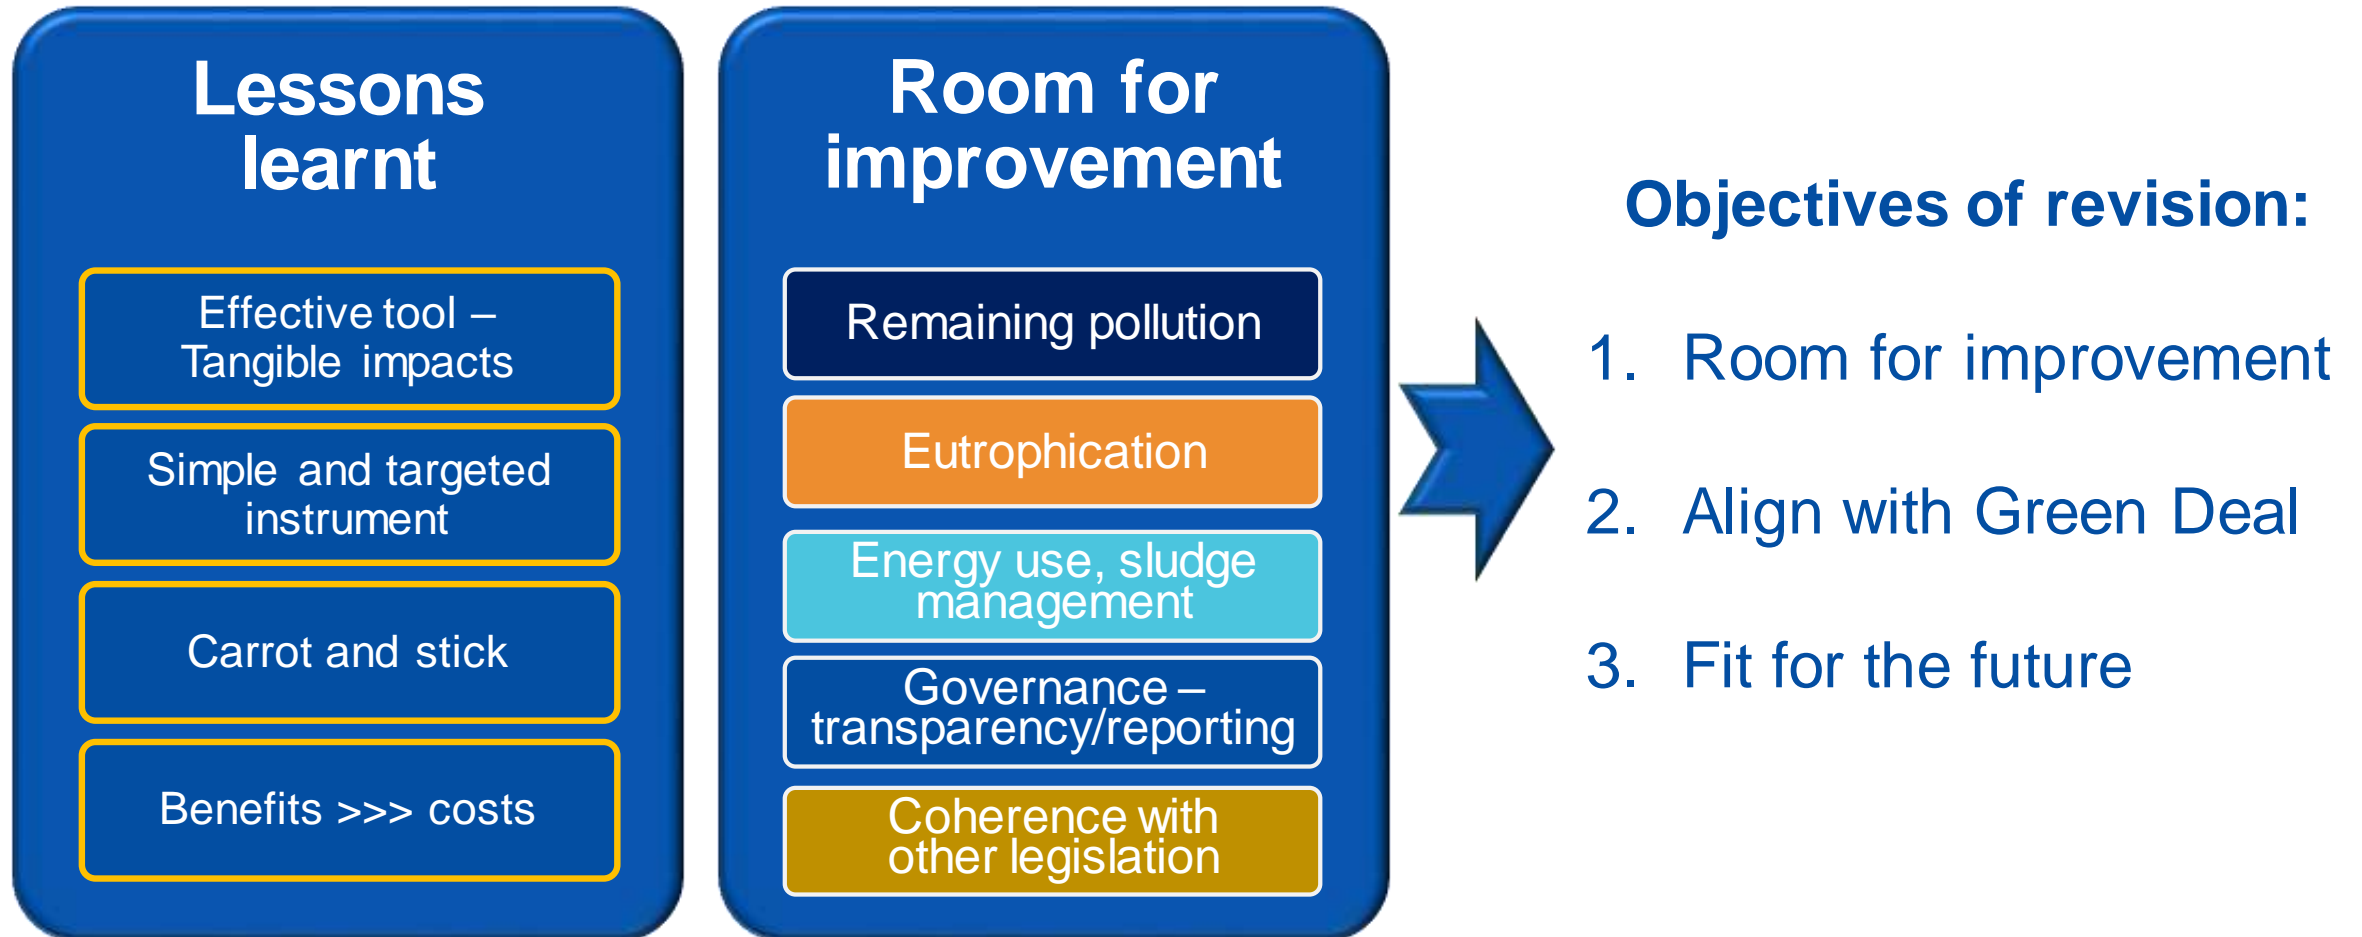 Lessons
learnt
Effective tool –
Tangible impacts
Simple and targeted
instrument
Carrot and stick
Benefits >>> costs
Room for
improvement
Remaining pollution
Eutrophication
Energy use, sludge
management
Governance –
transparency/reporting
Coherence with
other legislation
Objectives of revision:
1. Room for improvement
2. Align with Green Deal
3. Fit for the future